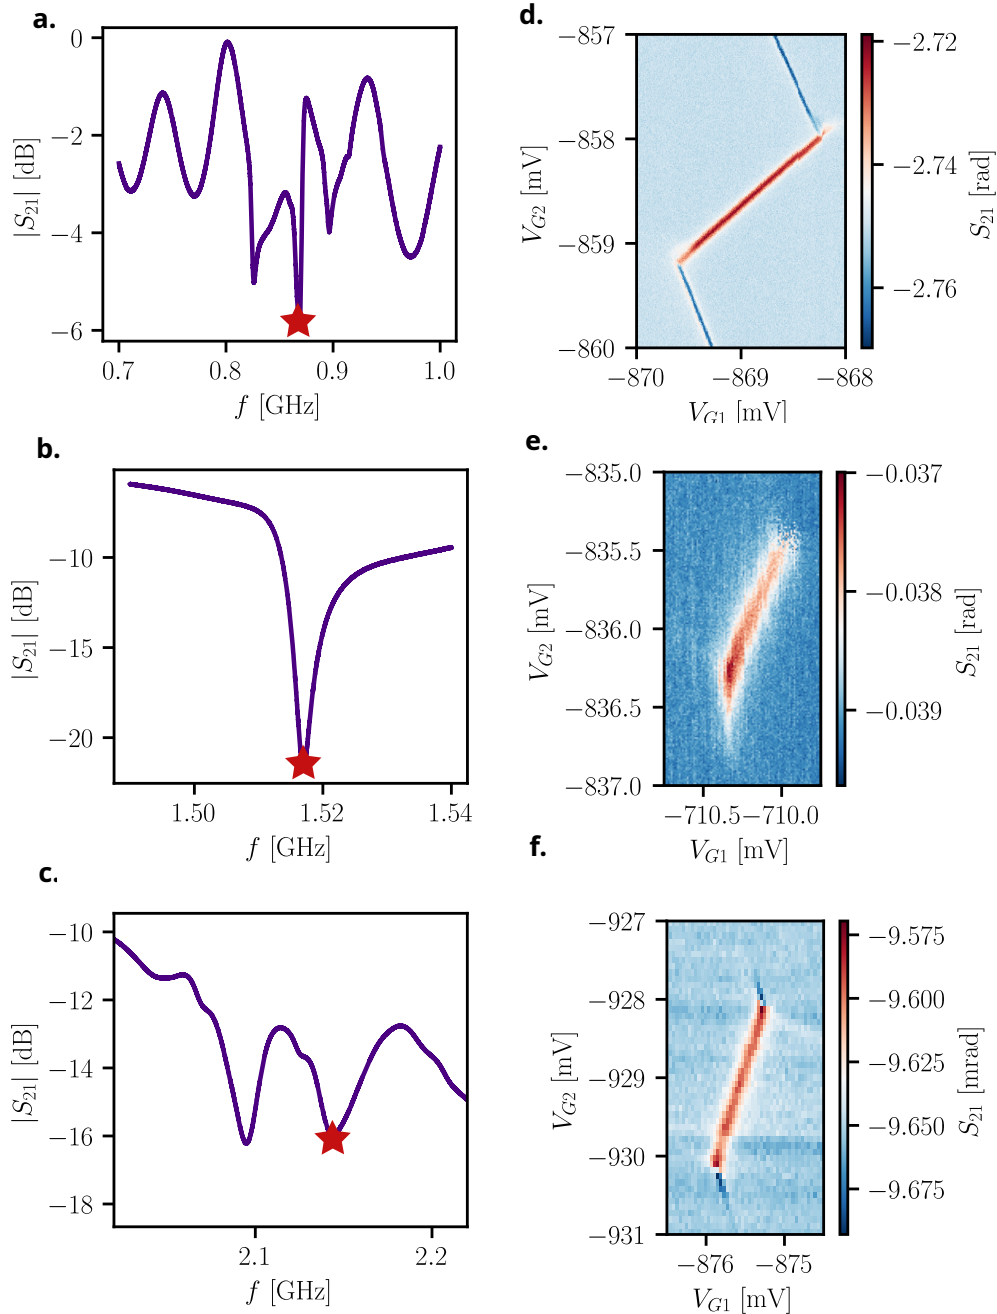 a.
0
−2
−4
−6
|S21| [dB]
0.7 0.8 0.9 1.0
f [GHz]
b.
−10
−15
−20
|S21| [dB]
1.50 1.52 1.54
f [GHz]
c.
−10
−12
−14
−16
−18
|S21| [dB]
2.1 2.2
f [GHz]
d.
−857
−858
−859
−860
VG2 [mV]
−870 −869 −868
VG1 [mV]
−2.72
−2.74
−2.76
S21 [rad]
e.
−835.0
−835.5
−836.0
−836.5
−837.0
VG2 [mV]
−710.5 −710.0
VG1 [mV]
−0.037
−0.038
−0.039
S21 [rad]
f.
−927
−928
−929
−930
−931
VG2 [mV]
−876 −875
VG1 [mV]
−9.575
−9.600
−9.625
−9.650
−9.675
S21 [mrad]